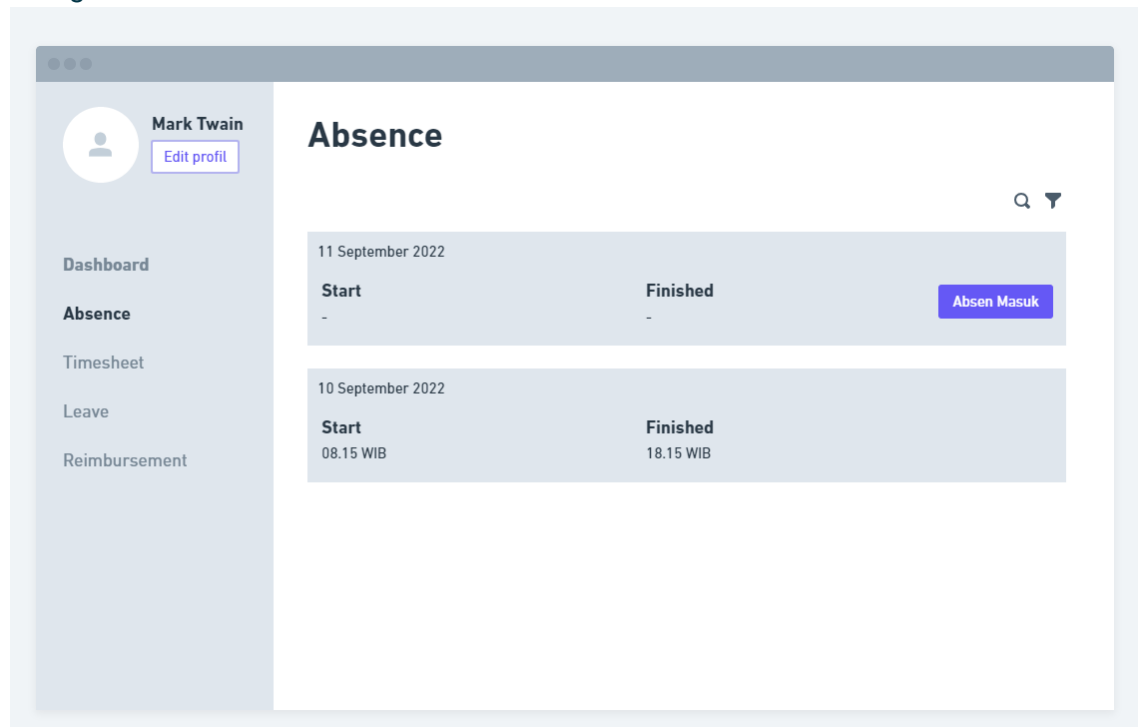 Mark Twain
Edit profil
Dashboard
Absence
Timesheet
Leave
Reimbursement
Absence
11 September 2022
Start Finished
- -
Absen Masuk
10 September 2022
Start Finished
08.15 WIB 18.15 WIB